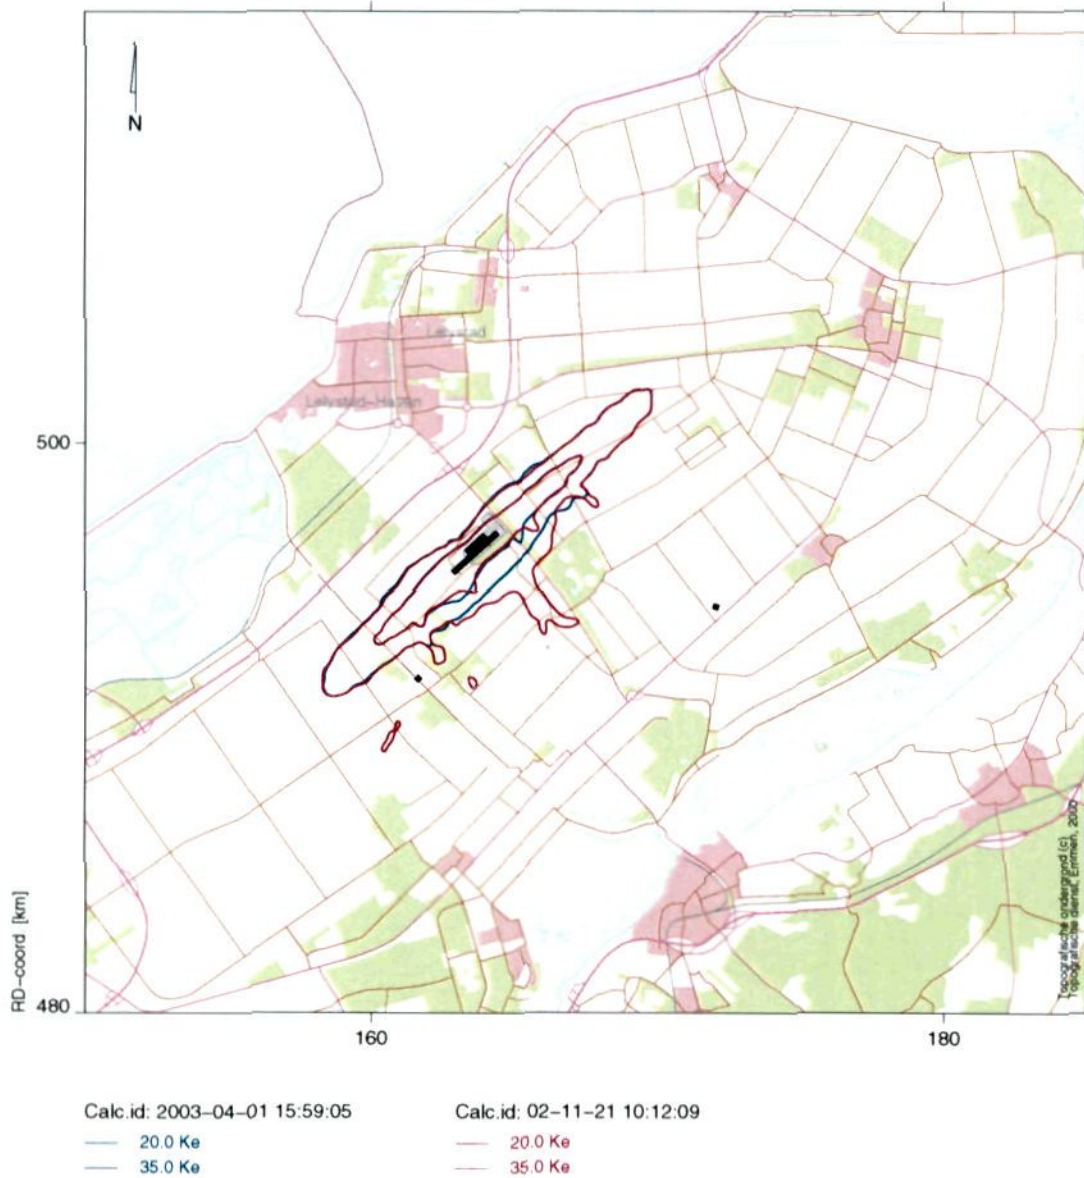 N
Lelystad
Lelystad-Haven
500
RD-coord [km]
480
160
180
Topografische ondergrond (c)
Topografische dienst, Emmen, 2000
Calc.id: 2003-04-01 15:59:05
20.0 Ke
35.0 Ke
Calc.id: 02-11-21 10:12:09
20.0 Ke
35.0 Ke